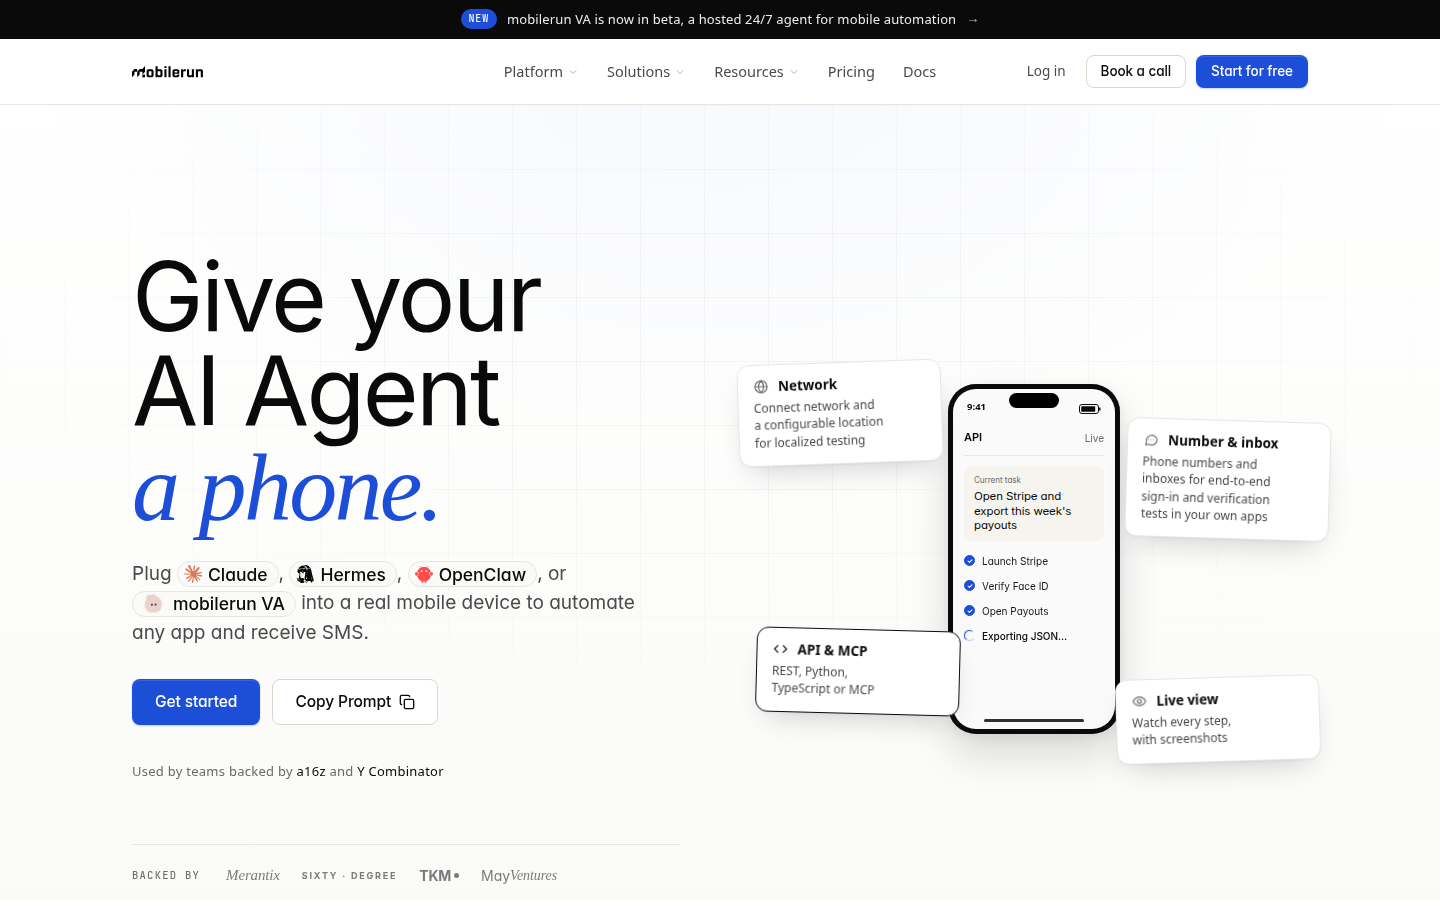 NEW mobilerun VA is now in beta, a hosted 24/7 agent for mobile automation →
mobilerun
Platform Solutions Resources Pricing Docs Log in Book a call Start for free
Give your
AI Agent
a phone.
Plug Claude, Hermes, OpenClaw, or
mobilerun VA into a real mobile device to automate
any app and receive SMS.
Get started Copy Prompt
Used by teams backed by a16z and Y Combinator
BACKED BY Merantix SIXTY · DEGREE TKM• MayVentures
Network
Connect network and
a configurable location
for localized testing
9:41
API Live
Current task
Open Stripe and
export this week's
payouts
Launch Stripe
Verify Face ID
Open Payouts
Exporting JSON...
Number & inbox
Phone numbers and
inboxes for end-to-end
sign-in and verification
tests in your own apps
API & MCP
REST, Python,
TypeScript or MCP
Live view
Watch every step,
with screenshots